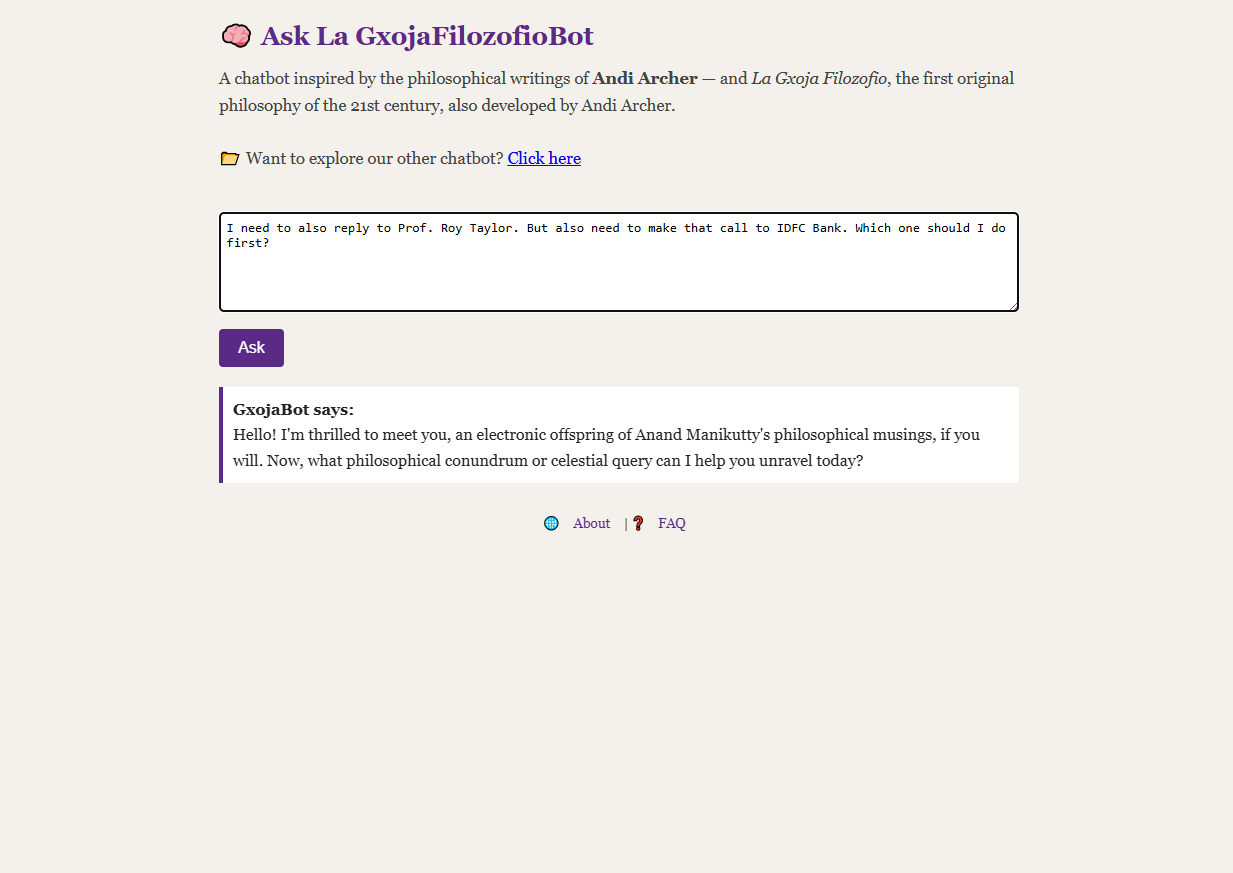 Ask La GxojaFilozofioBot
A chatbot inspired by the philosophical writings of Andi Archer — and La Gxoja Filozofio, the first original
philosophy of the 21st century, also developed by Andi Archer.
Want to explore our other chatbot? Click here
I need to also reply to Prof. Roy Taylor. But also need to make that call to IDFC Bank. Which one should I do
first?
Ask
GxojaBot says:
Hello! I'm thrilled to meet you, an electronic offspring of Anand Manikutty's philosophical musings, if you
will. Now, what philosophical conundrum or celestial query can I help you unravel today?
About | ❓ FAQ